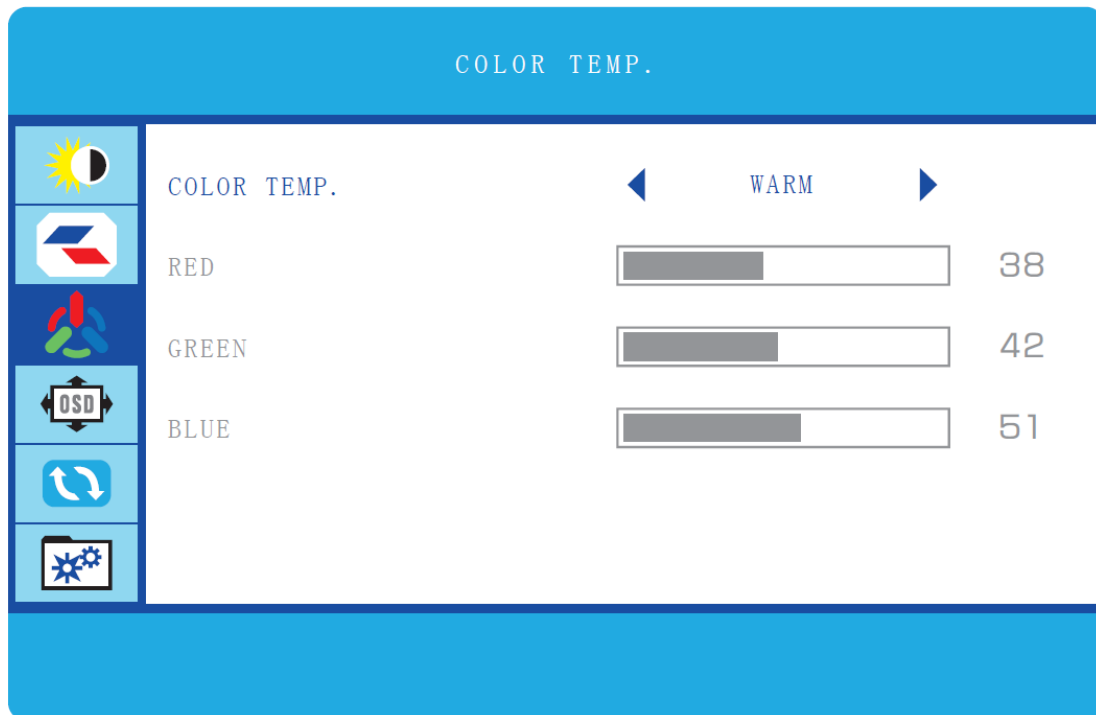 COLOR TEMP.
COLOR TEMP. WARM
RED 38
GREEN 42
OSD
BLUE 51